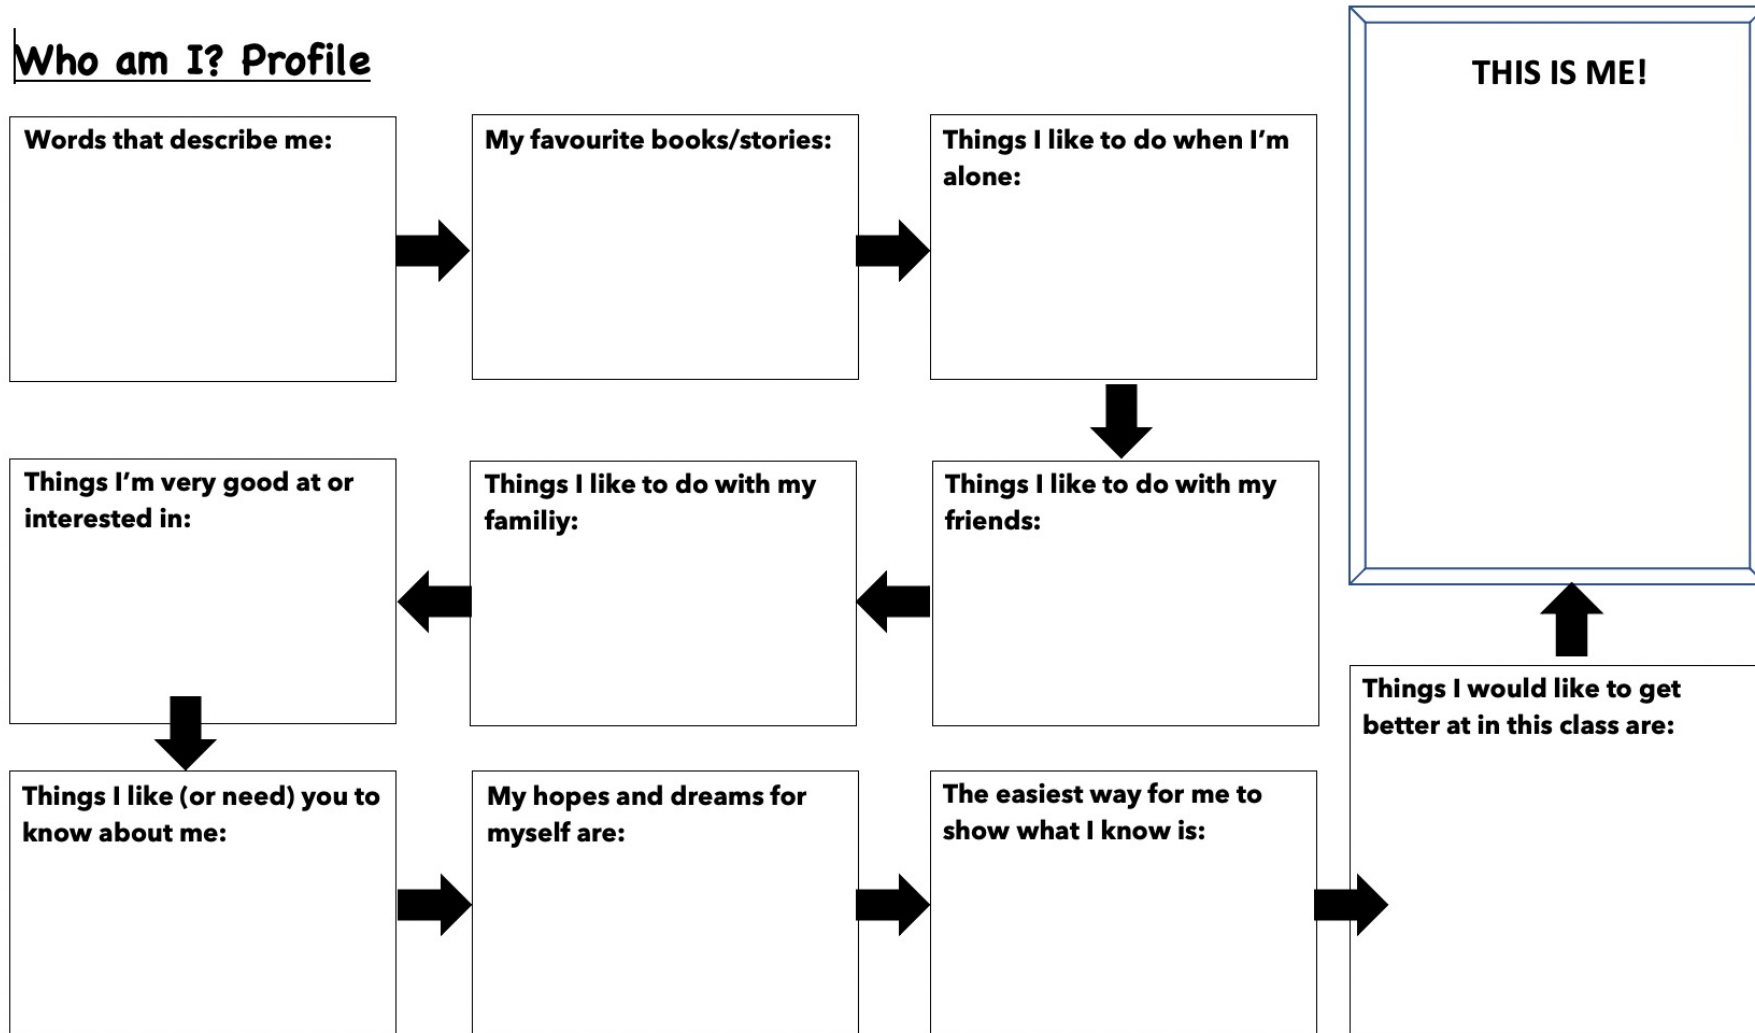 Who am I? Profile
THIS IS ME!
Words that describe me:
My favourite books/stories:
Things I like to do when I’m
alone:
Things I like to do with my
friends:
Things I like to do with my
familiy:
Things I’m very good at or
interested in:
Things I like (or need) you to
know about me:
My hopes and dreams for
myself are:
The easiest way for me to
show what I know is:
Things I would like to get
better at in this class are: